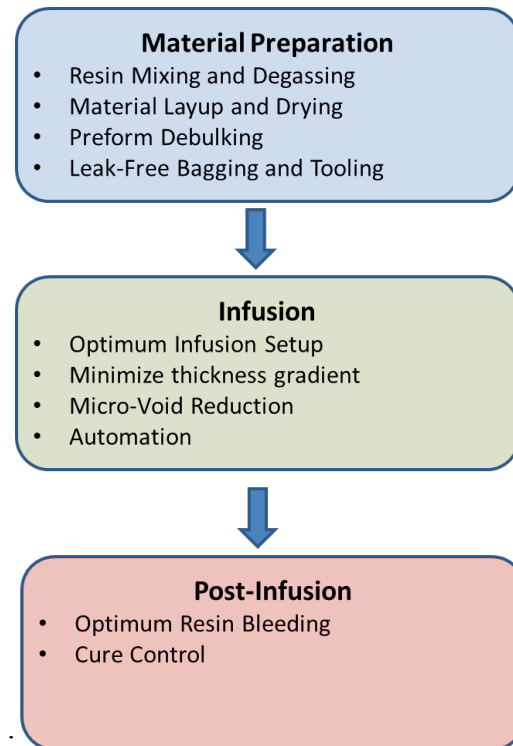 Material Preparation
• Resin Mixing and Degassing
• Material Layup and Drying
• Preform Debulking
• Leak-Free Bagging and Tooling
Infusion
• Optimum Infusion Setup
• Minimize thickness gradient
• Micro-Void Reduction
• Automation
Post-Infusion
• Optimum Resin Bleeding
• Cure Control
.